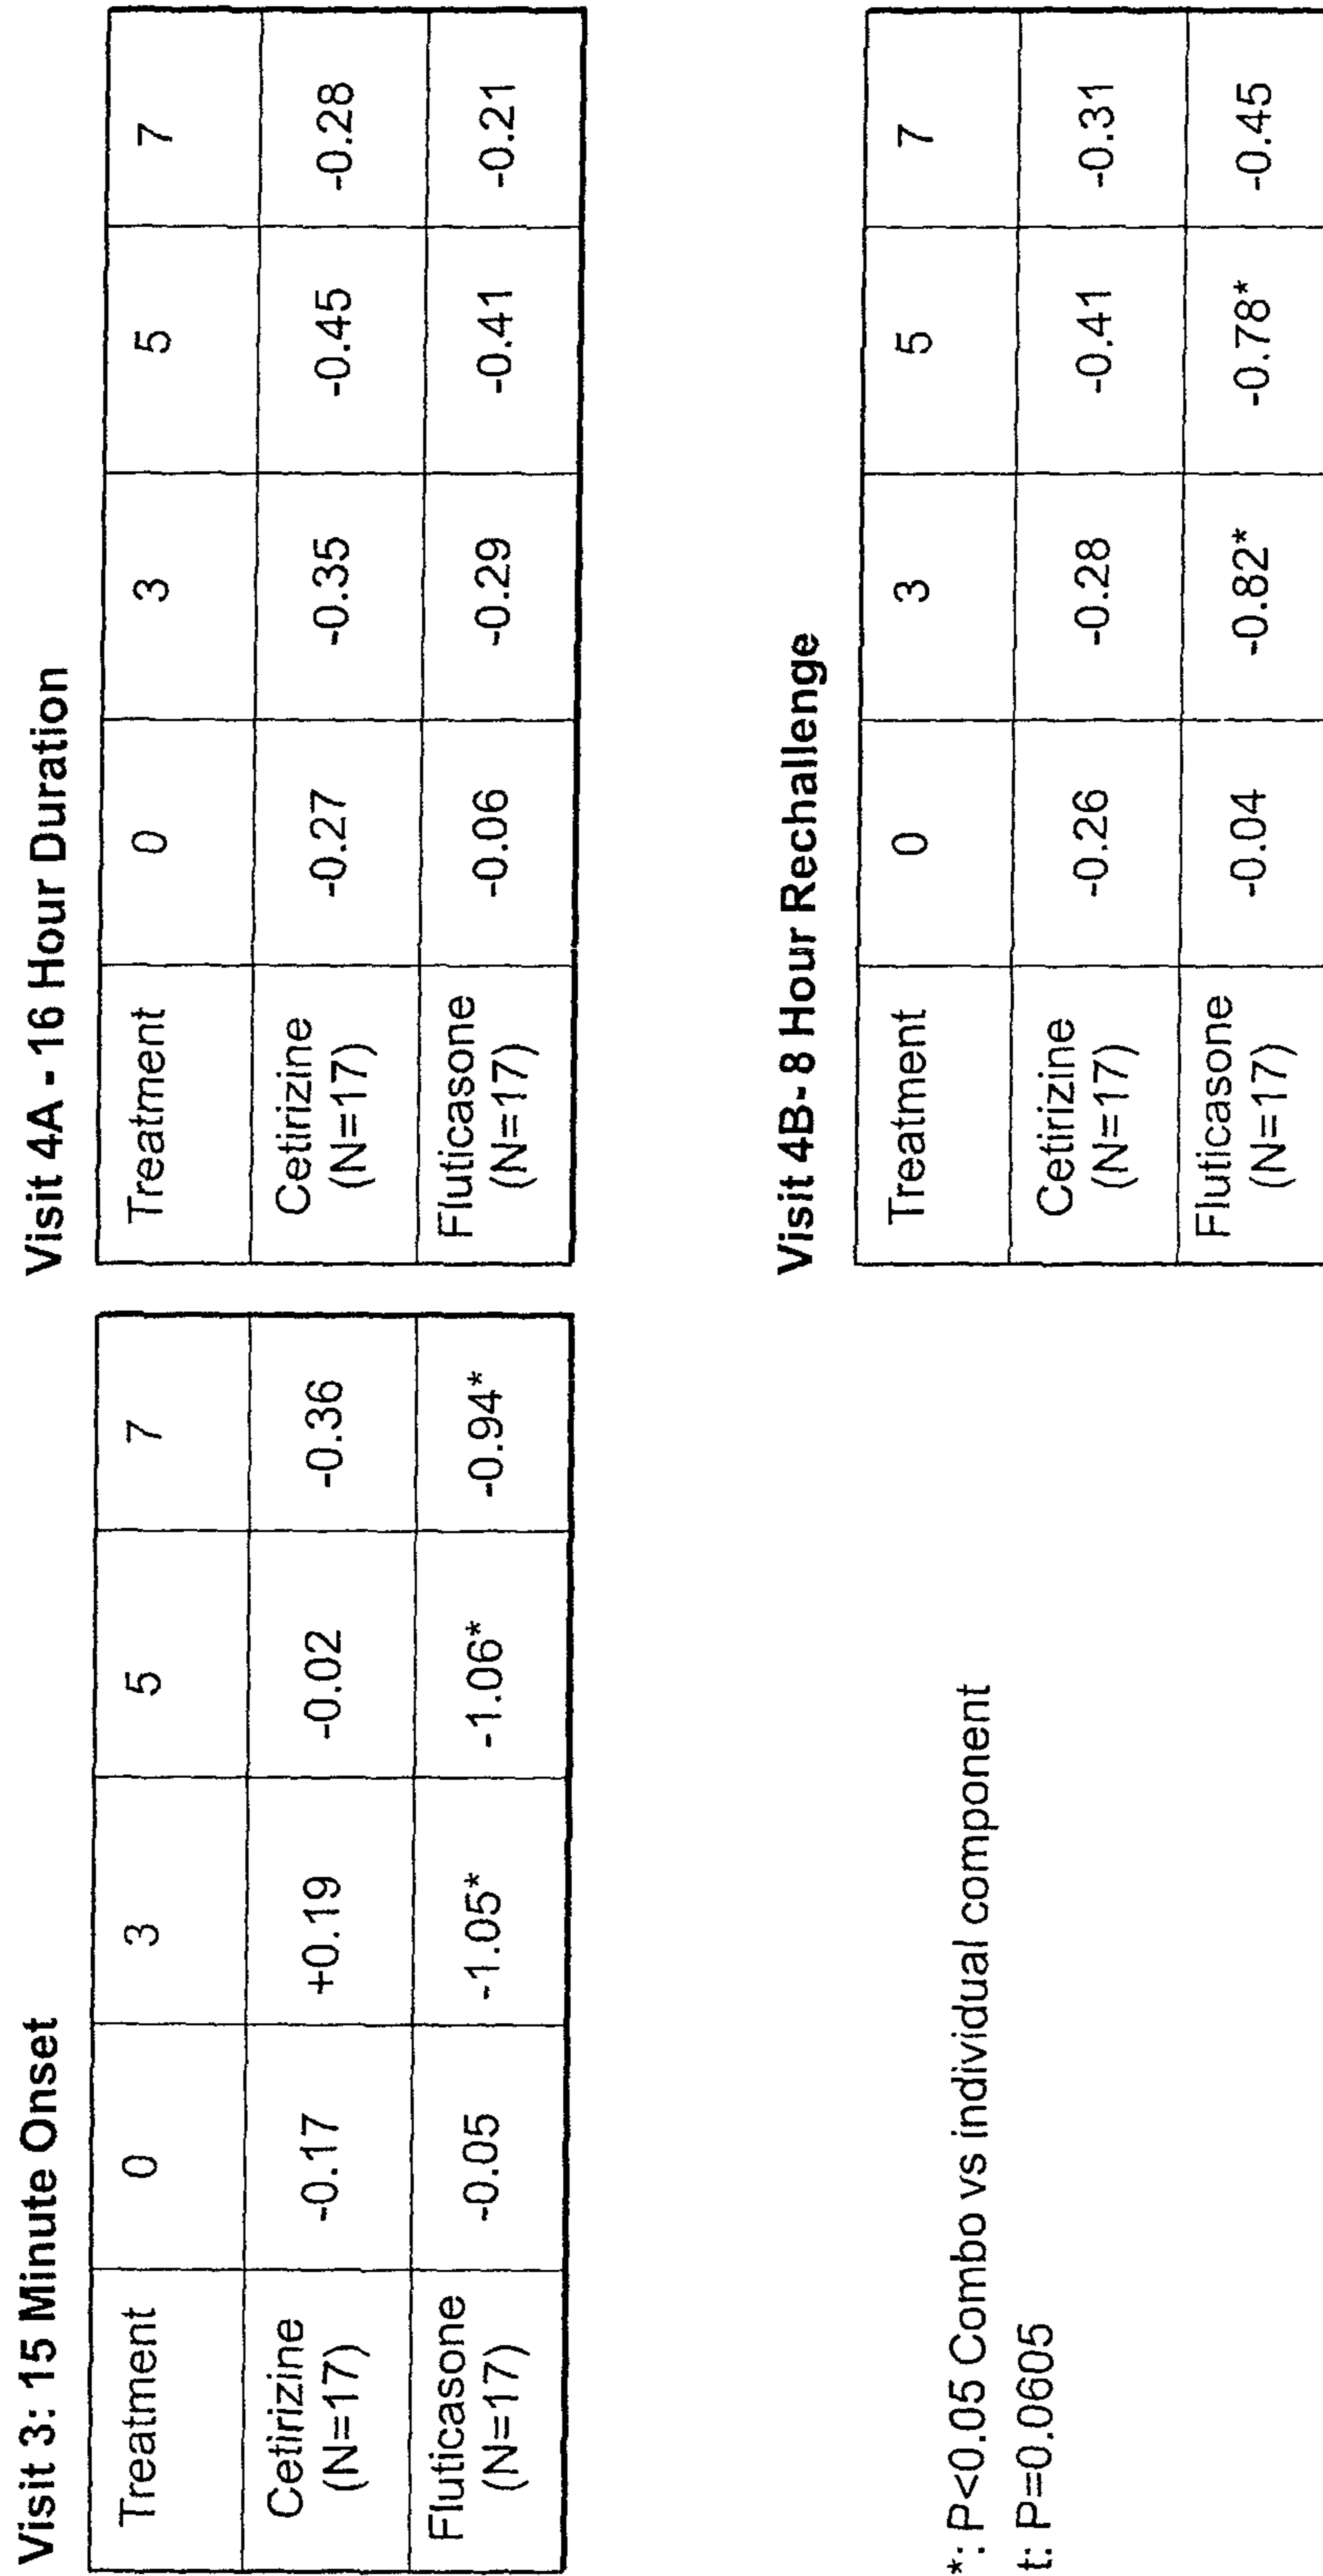 Visit 3: 15 Minute Onset
Treatment 0 3 5 7
Cetirizine
(N=17) -0.17 +0.19 -0.02 -0.36
Fluticasone
(N=17) -0.05 -1.05* -1.06* -0.94*
Visit 4A - 16 Hour Duration
Treatment 0 3 5 7
Cetirizine
(N=17) -0.27 -0.35 -0.45 -0.28
Fluticasone
(N=17) -0.06 -0.29 -0.41 -0.21
Visit 4B- 8 Hour Rechallenge
Treatment 0 3 5 7
Cetirizine
(N=17) -0.26 -0.28 -0.41 -0.31
Fluticasone
(N=17) -0.04 -0.82* -0.78* -0.45
*: P<0.05 Combo vs individual component
t: P=0.0605